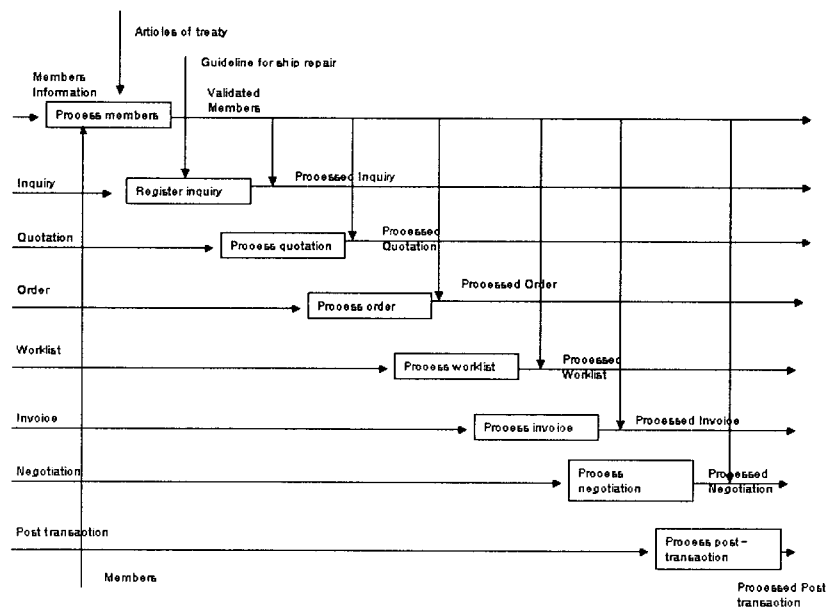 Articles of treaty
Guideline for ship repair
Members
Information
Validated
Members
Process members
Inquiry
Register inquiry
Processed Inquiry
Quotation
Process quotation
Processed
Quotation
Order
Process order
Processed Order
Worklist
Process worklist
Processed
Worklist
Invoice
Process invoice
Processed Invoice
Negotiation
Process
negotiation
Processed
Negotiation
Post transaction
Process post-
transaction
Members
Processed Post
transaction